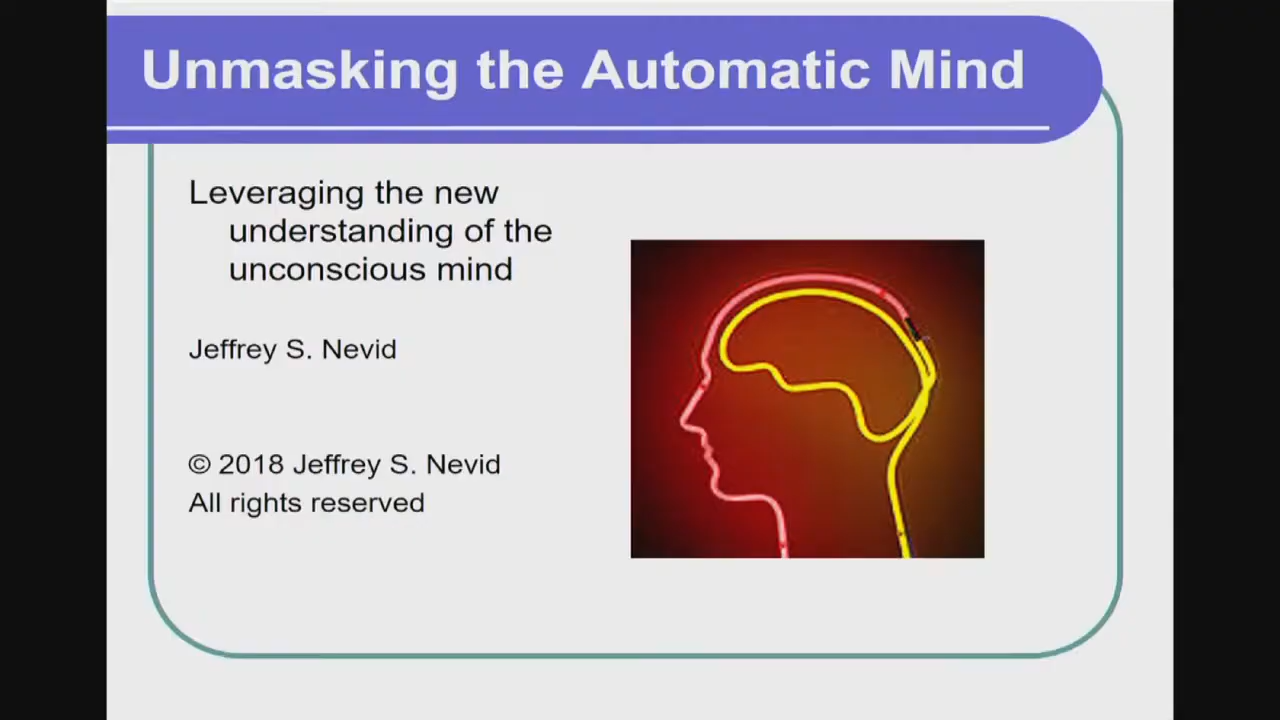 Unmasking the Automatic Mind
Leveraging the new
understanding of the
unconscious mind
Jeffrey S. Nevid
© 2018 Jeffrey S. Nevid
All rights reserved